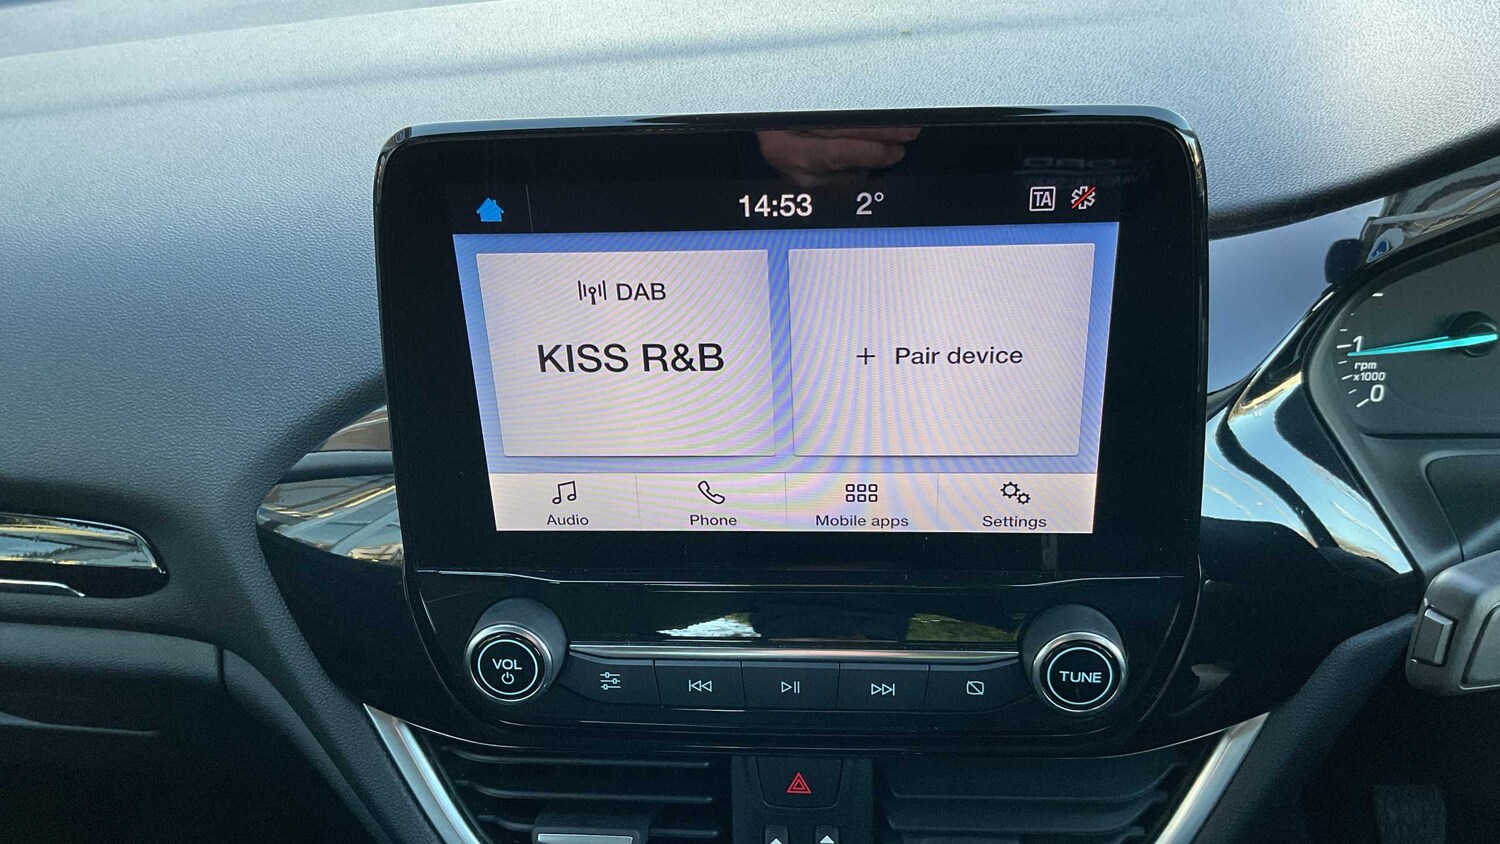 14:53 2°
TA
DAB
KISS R&B
+ Pair device
Audio
Phone
Mobile apps
Settings
VOL
TUNE
1
rpm
x1000
0